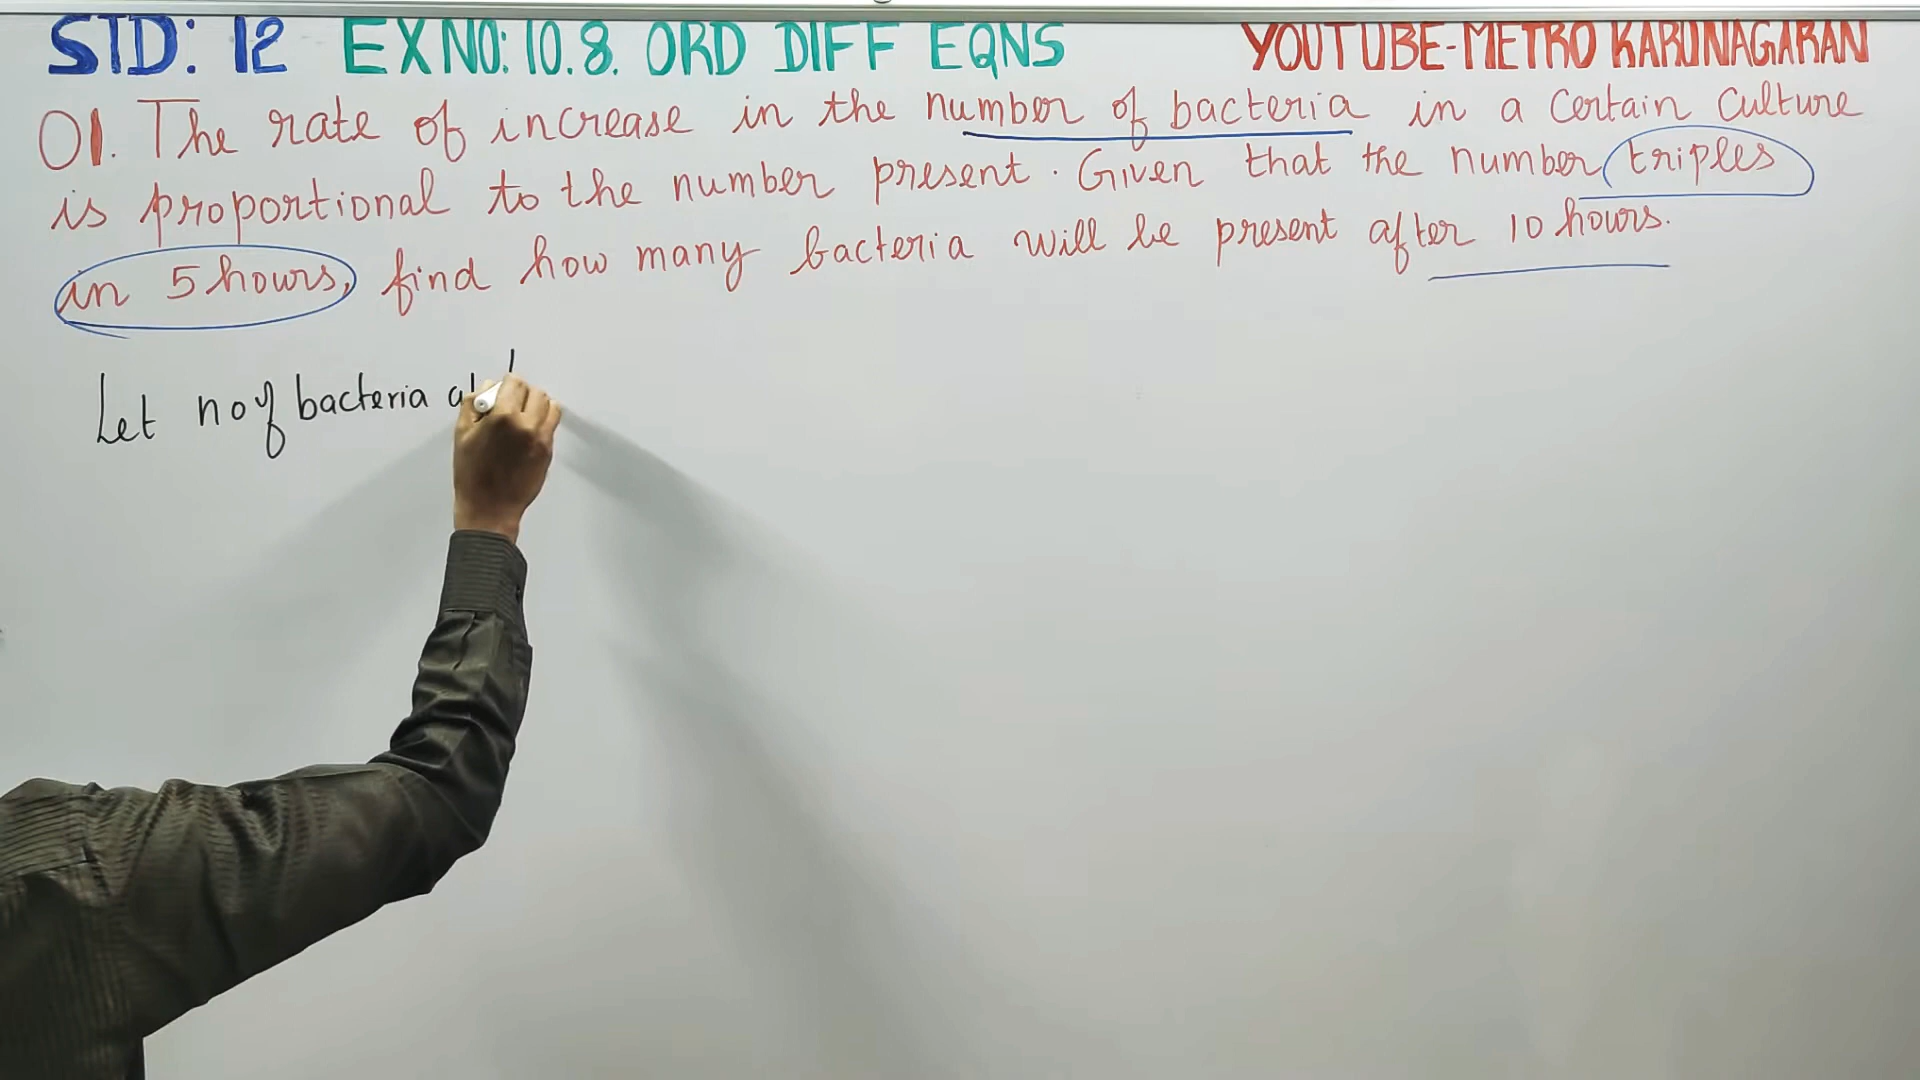 STD: 12 EX NO: 10.8. ORD DIFF EQNS YOUTUBE-METRO KARUNAGARAN
01. The rate of increase in the number of bacteria in a certain culture
is proportional to the number present. Given that the number triples
in 5 hours, find how many bacteria will be present after 10 hours.
Let no of bacteria